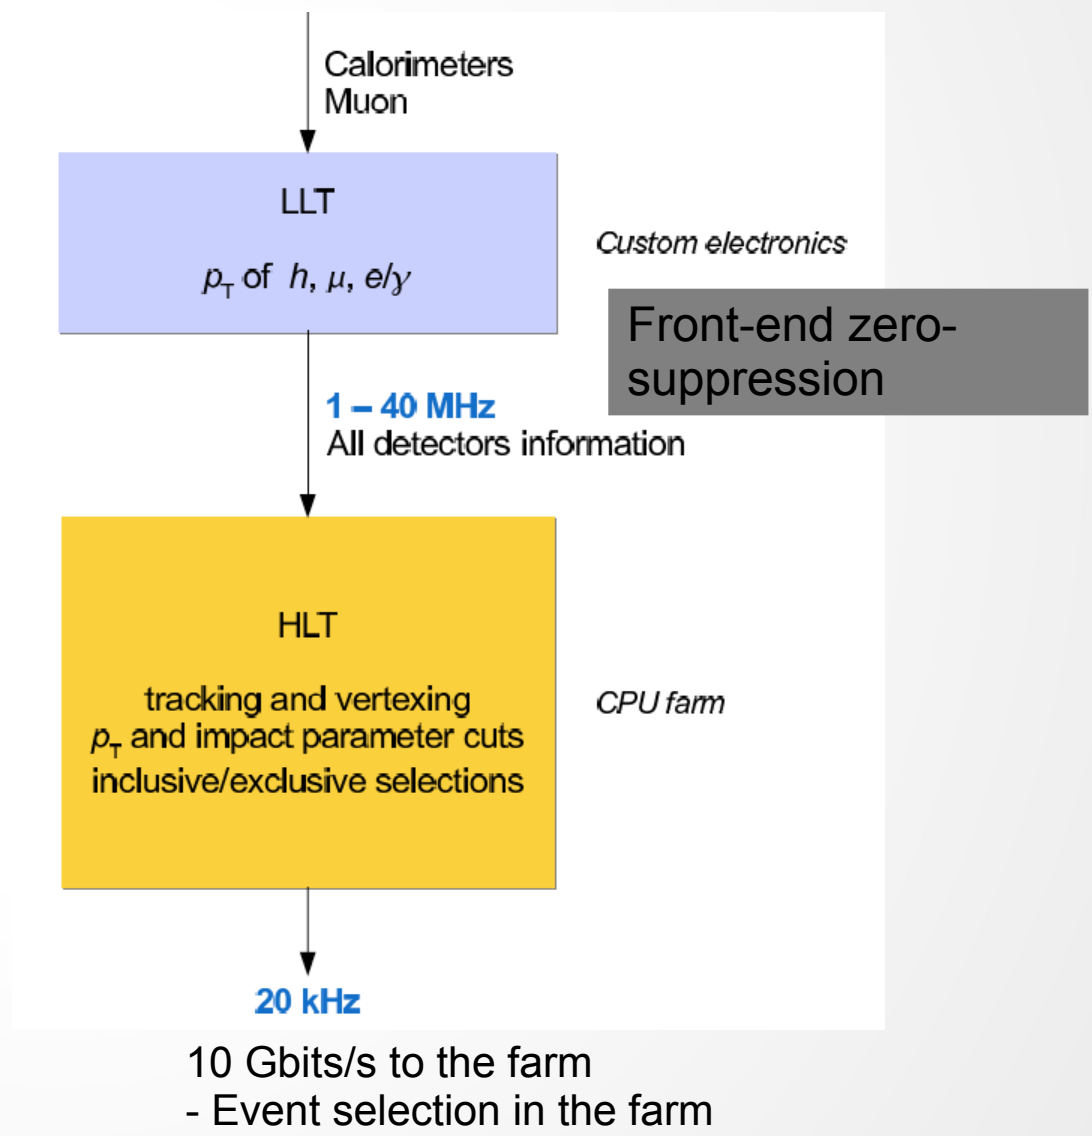 Calorimeters
Muon
LLT
pT of h, μ, e/γ
Custom electronics
Front-end zero-
suppression
1 – 40 MHz
All detectors information
HLT
tracking and vertexing
pT and impact parameter cuts
inclusive/exclusive selections
CPU farm
20 kHz
10 Gbits/s to the farm
- Event selection in the farm